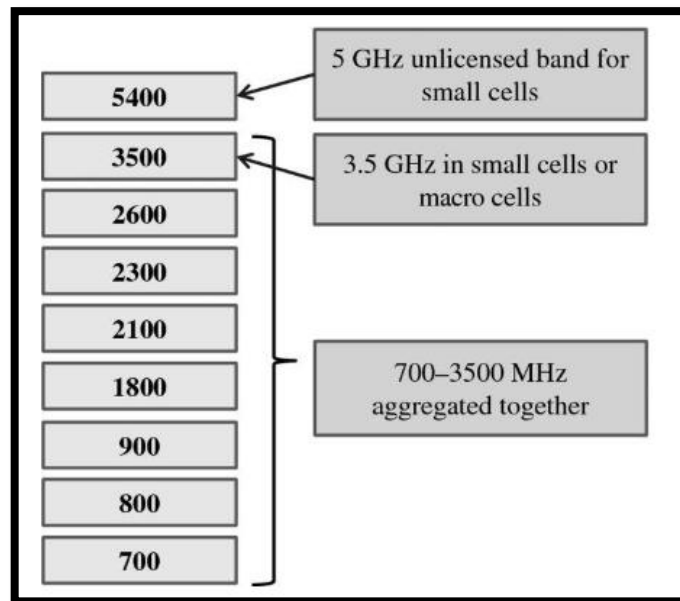 5400
3500
2600
2300
2100
1800
900
800
700
5 GHz unlicensed band for
small cells
3.5 GHz in small cells or
macro cells
700–3500 MHz
aggregated together